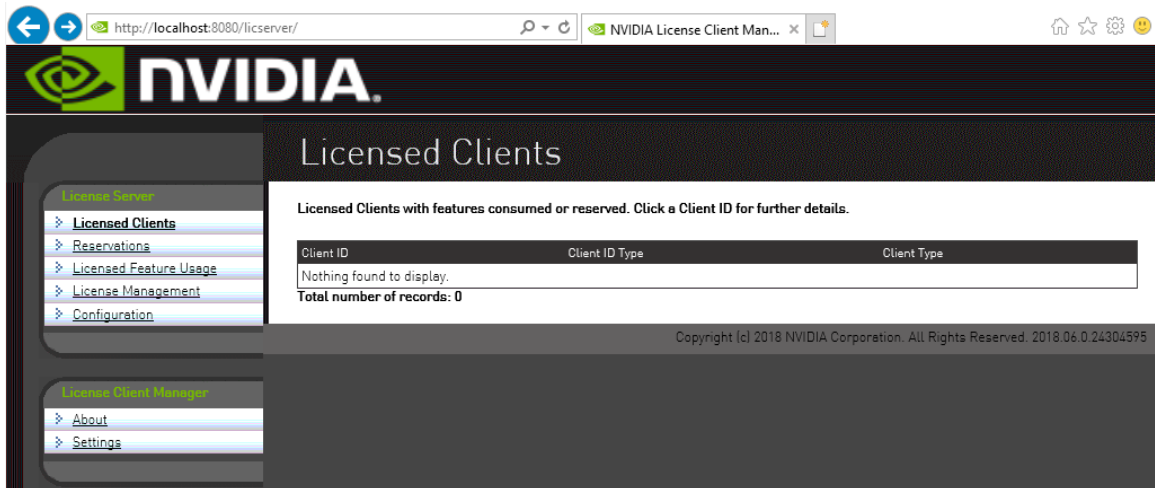 http://localhost:8080/licserver/
NVIDIA License Client Man...
NVIDIA.
Licensed Clients
License Server
Licensed Clients
Reservations
Licensed Feature Usage
License Management
Configuration
License Client Manager
About
Settings
Licensed Clients with features consumed or reserved. Click a Client ID for further details.
Client ID Client ID Type Client Type
Nothing found to display.
Total number of records: 0
Copyright (c) 2018 NVIDIA Corporation. All Rights Reserved. 2018.06.0.24304595